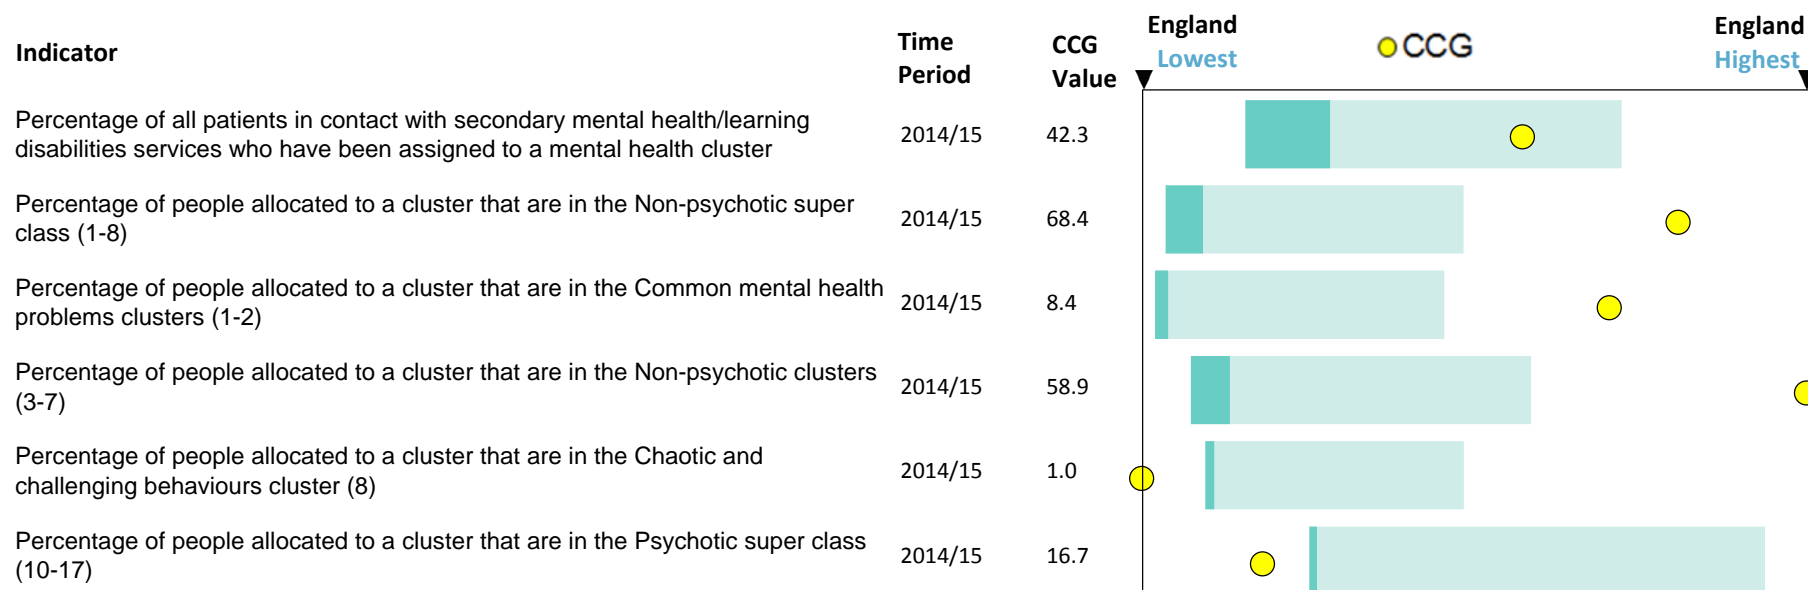 Indicator
Time
Period
CCG
Value
England
Lowest
CCG
England
Highest
Percentage of all patients in contact with secondary mental health/learning
disabilities services who have been assigned to a mental health cluster
2014/15
42.3
Percentage of people allocated to a cluster that are in the Non-psychotic super
class (1-8)
2014/15
68.4
Percentage of people allocated to a cluster that are in the Common mental health
problems clusters (1-2)
2014/15
8.4
Percentage of people allocated to a cluster that are in the Non-psychotic clusters
(3-7)
2014/15
58.9
Percentage of people allocated to a cluster that are in the Chaotic and
challenging behaviours cluster (8)
2014/15
1.0
Percentage of people allocated to a cluster that are in the Psychotic super class
(10-17)
2014/15
16.7